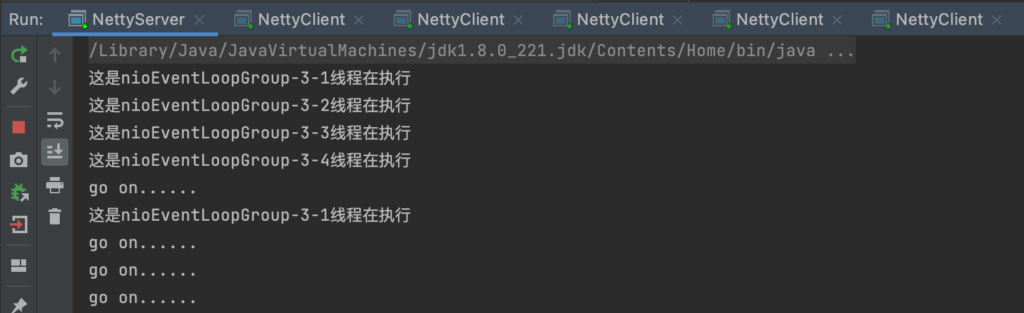 Run: NettyServer × NettyClient × NettyClient × NettyClient × NettyClient ×
/Library/Java/JavaVirtualMachines/jdk1.8.0_221.jdk/Contents/Home/bin/java ...
这是nioEventLoopGroup-3-1线程在执行
这是nioEventLoopGroup-3-2线程在执行
这是nioEventLoopGroup-3-3线程在执行
这是nioEventLoopGroup-3-4线程在执行
go on......
这是nioEventLoopGroup-3-1线程在执行
go on......
go on......
go on......